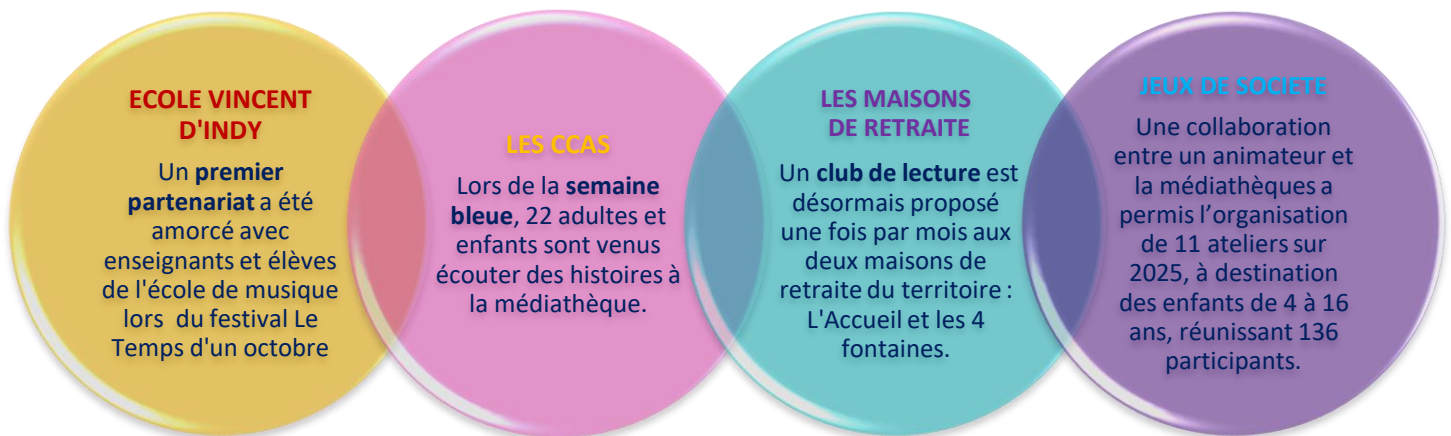 ECOLE VINCENT
D'INDY
Un premier
partenariat a été
amorcé avec
enseignants et élèves
de l'école de musique
lors du festival Le
Temps d'un octobre
LES CCAS
Lors de la semaine
bleue, 22 adultes et
enfants sont venus
écouter des histoires à
la médiathèque.
LES MAISONS
DE RETRAITE
Un club de lecture est
désormais proposé
une fois par mois aux
deux maisons de
retraite du territoire :
L'Accueil et les 4
fontaines.
JEUX DE SOCIETE
Une collaboration
entre un animateur et
la médiathèques a
permis l’organisation
de 11 ateliers sur
2025, à destination
des enfants de 4 à 16
ans, réunissant 136
participants.